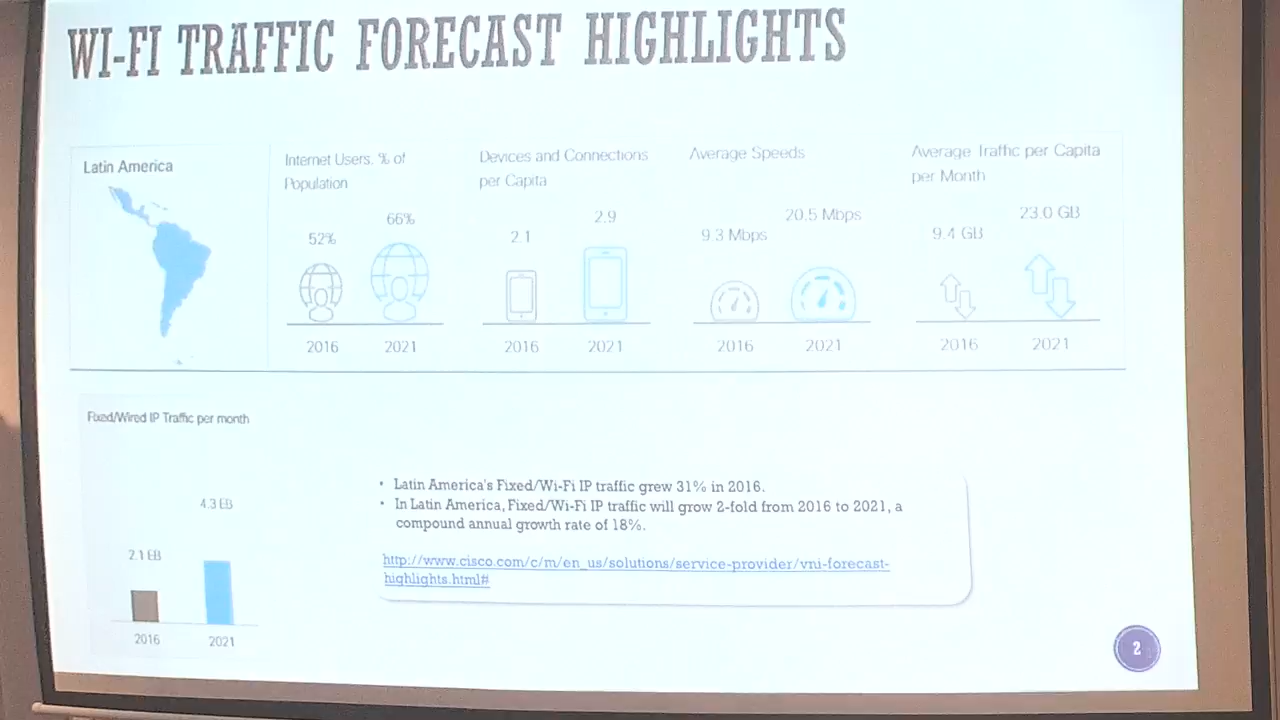 WI-FI TRAFFIC FORECAST HIGHLIGHTS
Latin America
Internet Users. % of
Population
52%
66%
2016
2021
Devices and Connections
per Capita
2.1
2.9
2016
2021
Average Speeds
9.3 Mbps
20.5 Mbps
2016
2021
Average Traffic per Capita
per Month
9.4 GB
23.0 GB
2016
2021
Fixed/Wired IP Traffic per month
2.1 EB
4.3 EB
2016
2021
• Latin America's Fixed/Wi-Fi IP traffic grew 31% in 2016.
• In Latin America, Fixed/Wi-Fi IP traffic will grow 2-fold from 2016 to 2021, a
compound annual growth rate of 18%.
http://www.cisco.com/c/m/en_us/solutions/service-provider/vni-forecast-
highlights.html#
2